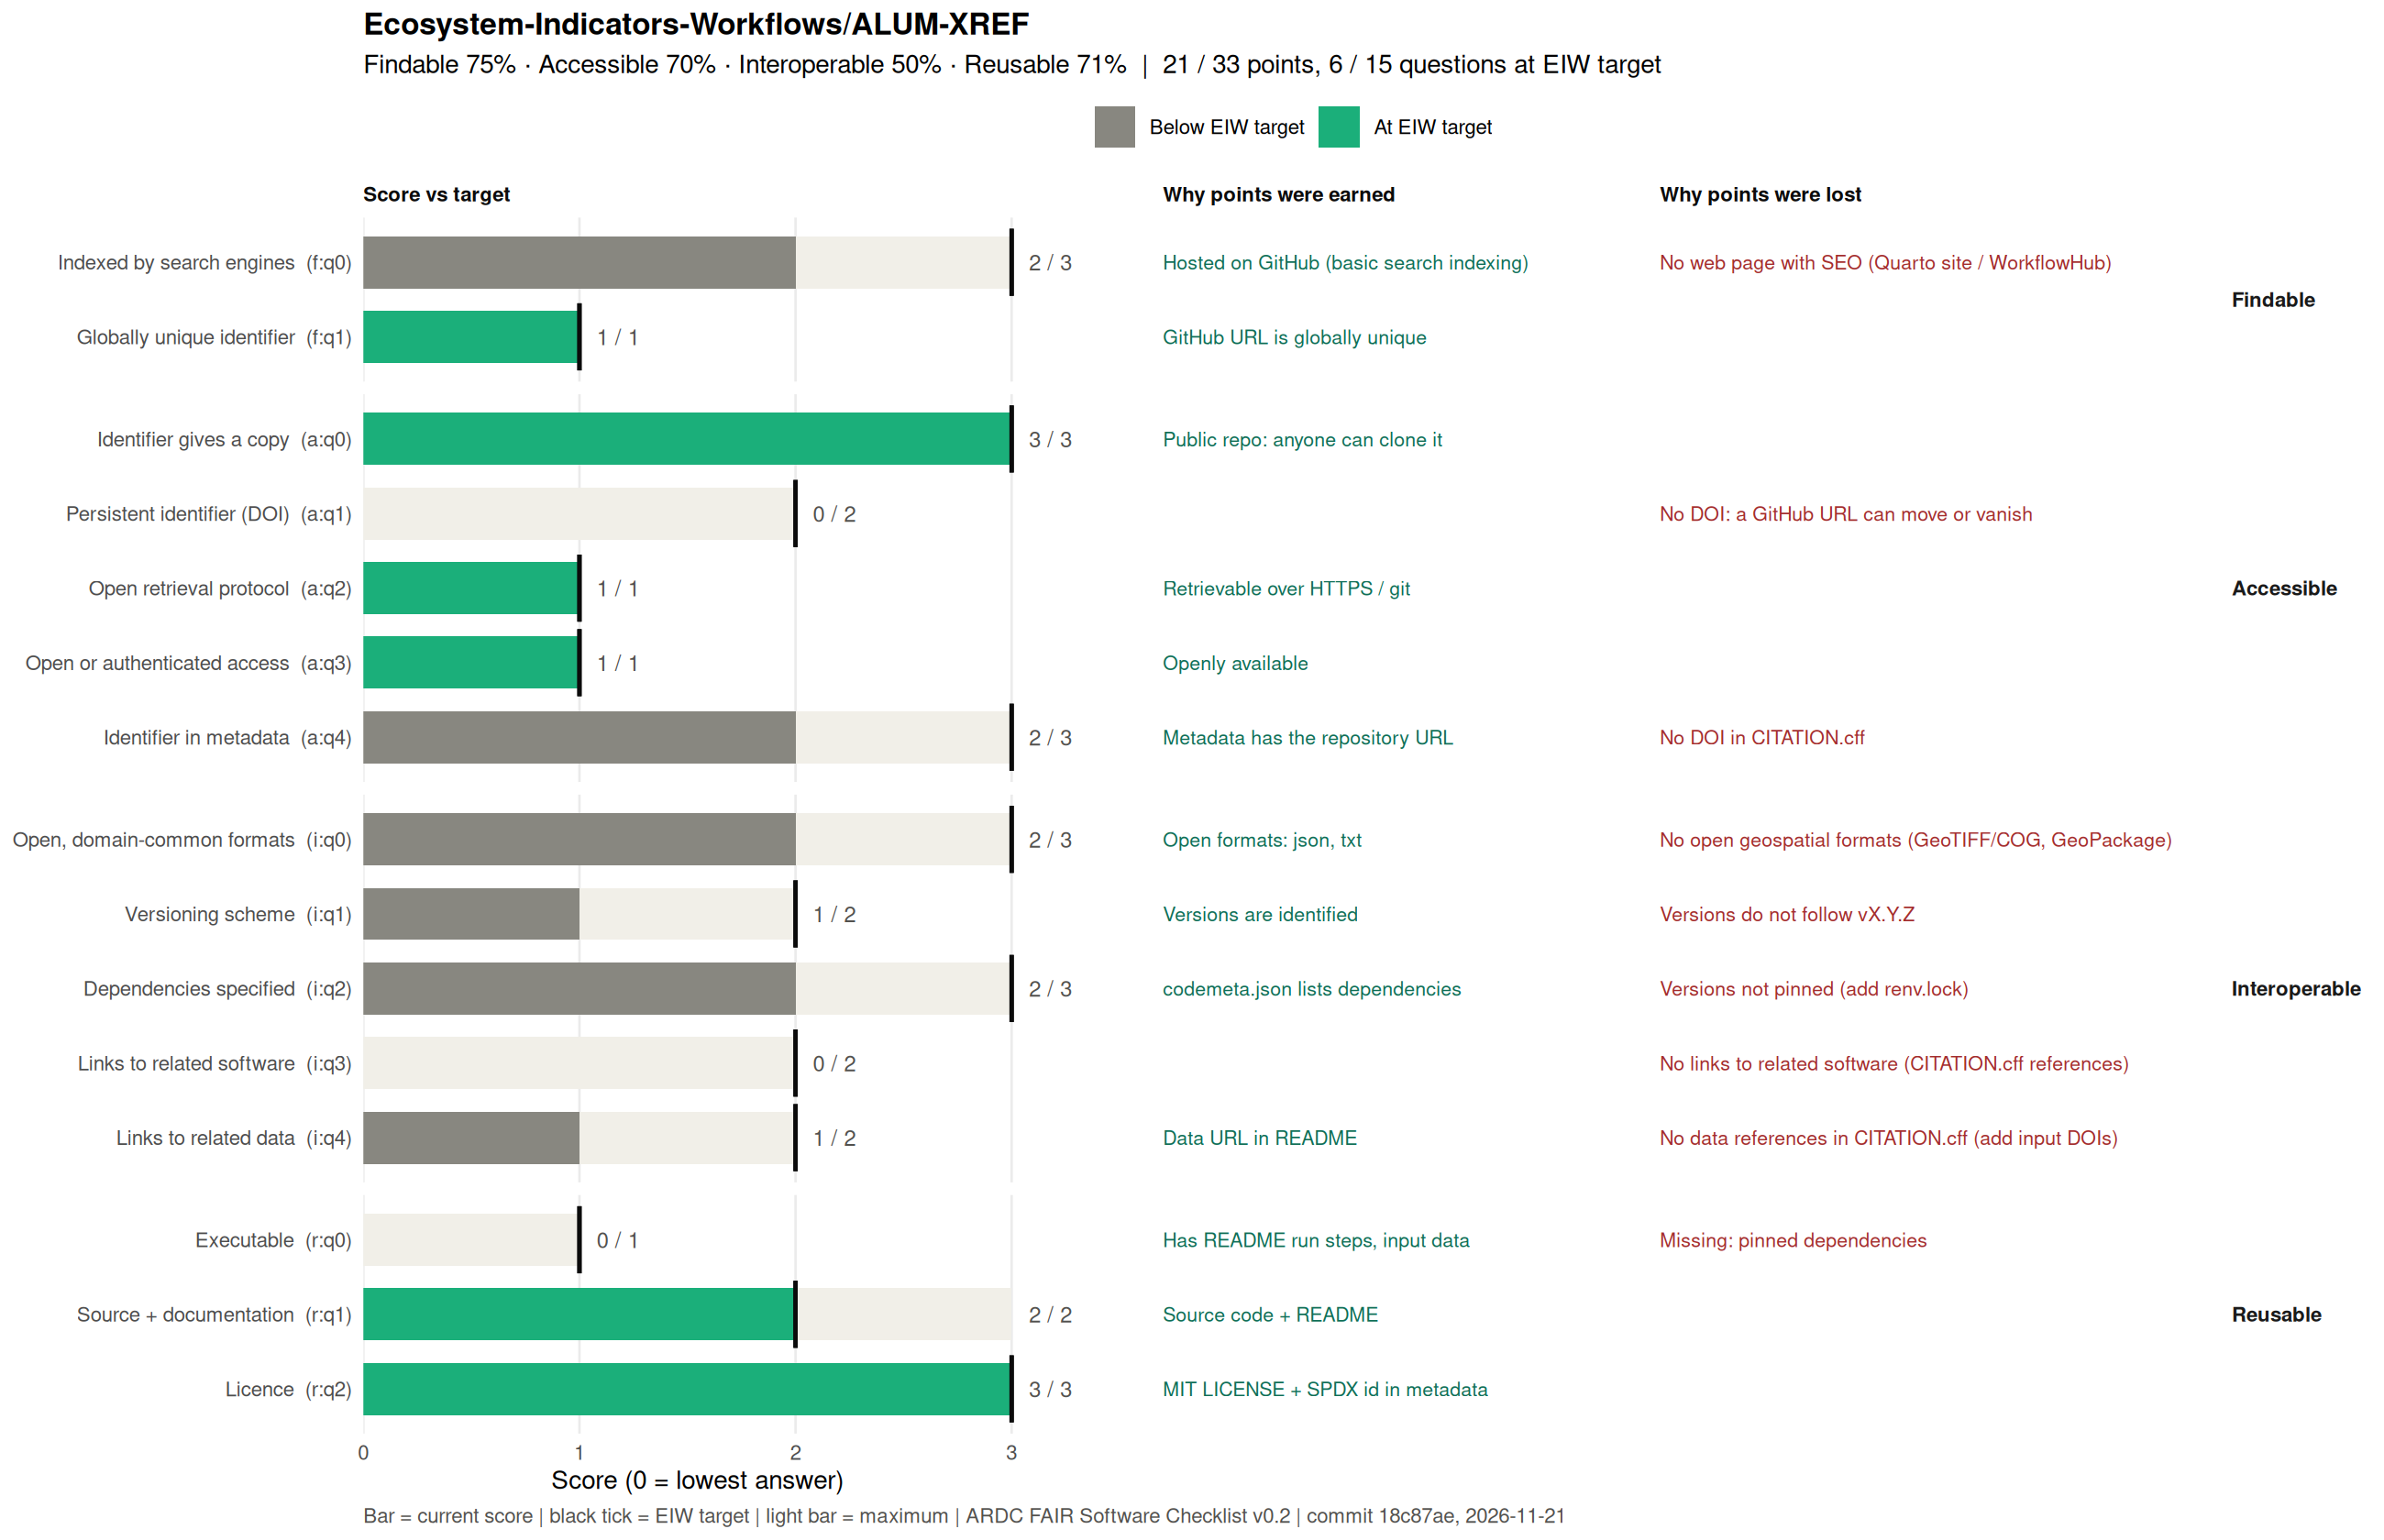 Ecosystem-Indicators-Workflows/ALUM-XREF
Findable 75% · Accessible 70% · Interoperable 50% · Reusable 71% | 21 / 33 points, 6 / 15 questions at EIW target
Below EIW target At EIW target
Score vs target Why points were earned Why points were lost
Indexed by search engines (f:q0) 2 / 3 Hosted on GitHub (basic search indexing) No web page with SEO (Quarto site / WorkflowHub)
Findable
Globally unique identifier (f:q1) 1 / 1 GitHub URL is globally unique
Identifier gives a copy (a:q0) 3 / 3 Public repo: anyone can clone it
Persistent identifier (DOI) (a:q1) 0 / 2 No DOI: a GitHub URL can move or vanish
Open retrieval protocol (a:q2) 1 / 1 Retrievable over HTTPS / git Accessible
Open or authenticated access (a:q3) 1 / 1 Openly available
Identifier in metadata (a:q4) 2 / 3 Metadata has the repository URL No DOI in CITATION.cff
Open, domain-common formats (i:q0) 2 / 3 Open formats: json, txt No open geospatial formats (GeoTIFF/COG, GeoPackage)
Versioning scheme (i:q1) 1 / 2 Versions are identified Versions do not follow vX.Y.Z
Dependencies specified (i:q2) 2 / 3 codemeta.json lists dependencies Versions not pinned (add renv.lock) Interoperable
Links to related software (i:q3) 0 / 2 No links to related software (CITATION.cff references)
Links to related data (i:q4) 1 / 2 Data URL in README No data references in CITATION.cff (add input DOIs)
Executable (r:q0) 0 / 1 Has README run steps, input data Missing: pinned dependencies
Source + documentation (r:q1) 2 / 2 Source code + README Reusable
Licence (r:q2) 3 / 3 MIT LICENSE + SPDX id in metadata
0 1 2 3
Score (0 = lowest answer)
Bar = current score | black tick = EIW target | light bar = maximum | ARDC FAIR Software Checklist v0.2 | commit 18c87ae, 2026-11-21